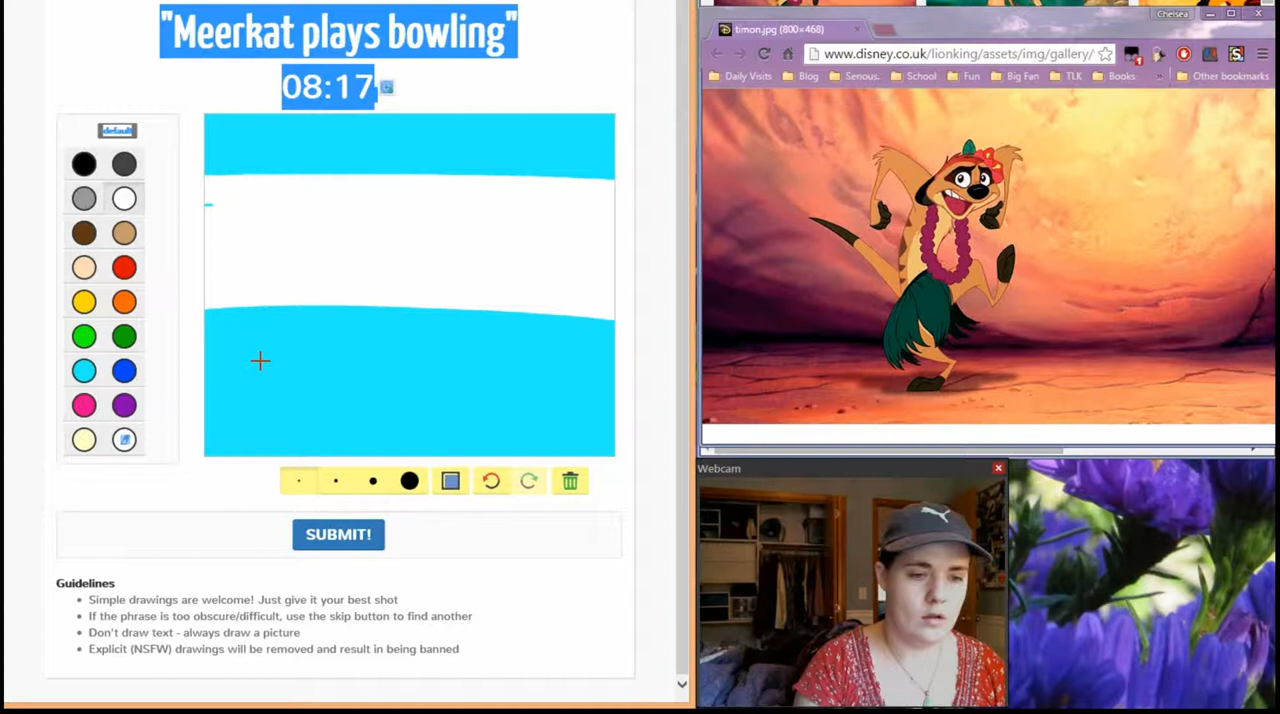 "Meerkat plays bowling"
08:17
default
SUBMIT!
Guidelines
Simple drawings are welcome! Just give it your best shot
If the phrase is too obscure/difficult, use the skip button to find another
Don't draw text - always draw a picture
Explicit (NSFW) drawings will be removed and result in being banned
Chelsea
timon.jpg (800×468)
www.disney.co.uk/lionking/assets/img/gallery/
Daily Visits Blog Serious. School Fun Big Fan TLK Books » Other bookmarks
Webcam